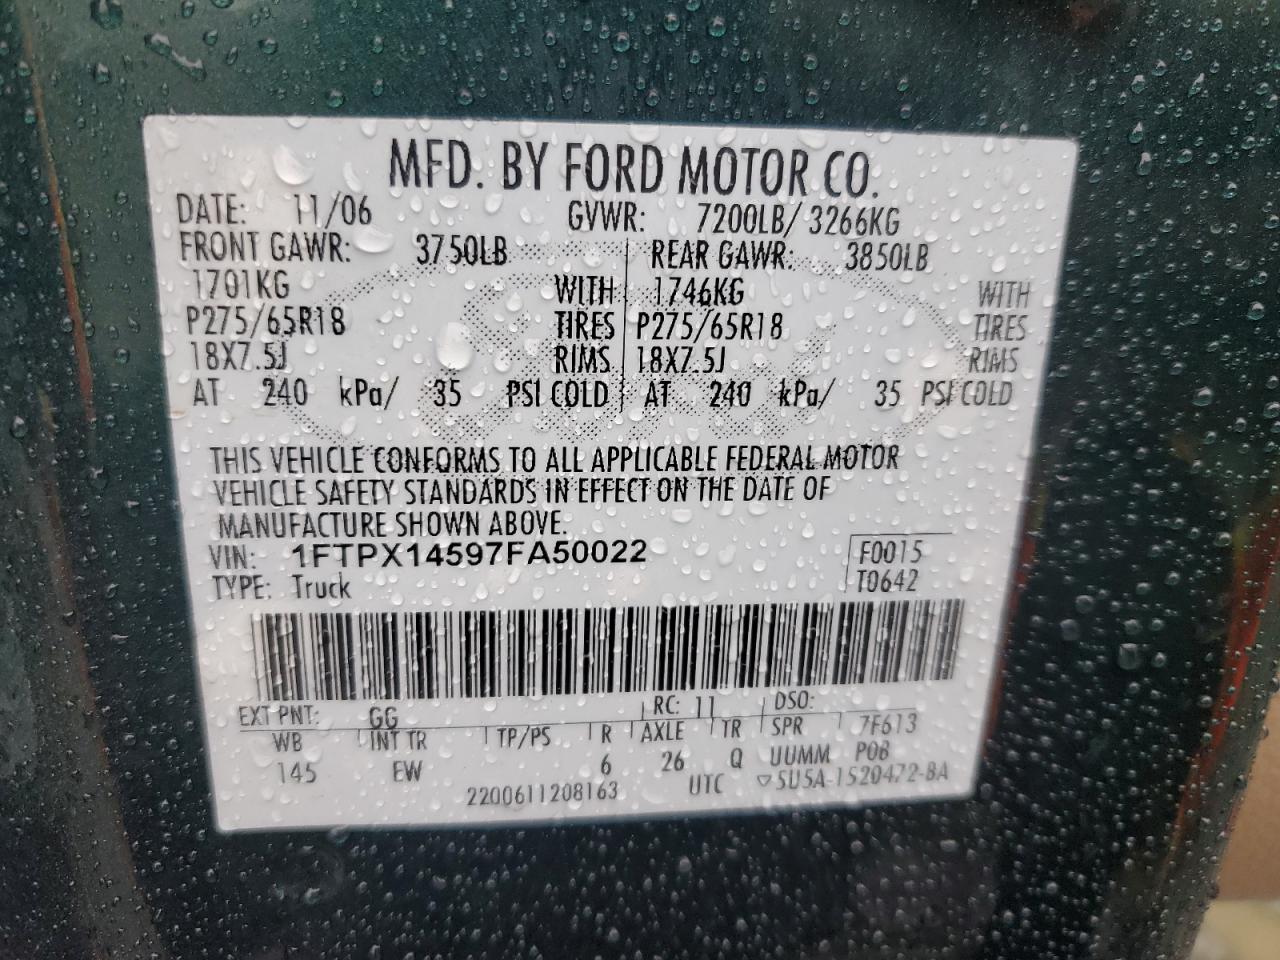 MFD. BY FORD MOTOR CO.
DATE: 11/06 GVWR: 7200LB/ 3266KG
FRONT GAWR: 3750LB REAR GAWR: 3850LB
1701KG WITH 1746KG WITH
P275/65R18 TIRES P275/65R18 TIRES
18X7.5J RIMS 18X7.5J RIMS
AT 240 kPa/ 35 PSI COLD AT 240 kPa/ 35 PSI COLD
THIS VEHICLE CONFORMS TO ALL APPLICABLE FEDERAL MOTOR
VEHICLE SAFETY STANDARDS IN EFFECT ON THE DATE OF
MANUFACTURE SHOWN ABOVE.
VIN: 1FTPX14597FA50022 F0015
TYPE: Truck T0642
EXT PNT: GG RC: 11 DSO:
WB INT TR TP/PS R AXLE TR SPR 7F613
145 EW 6 26 Q UUMM P08
2200611208163 UTC ▽5U5A-1520472-BA